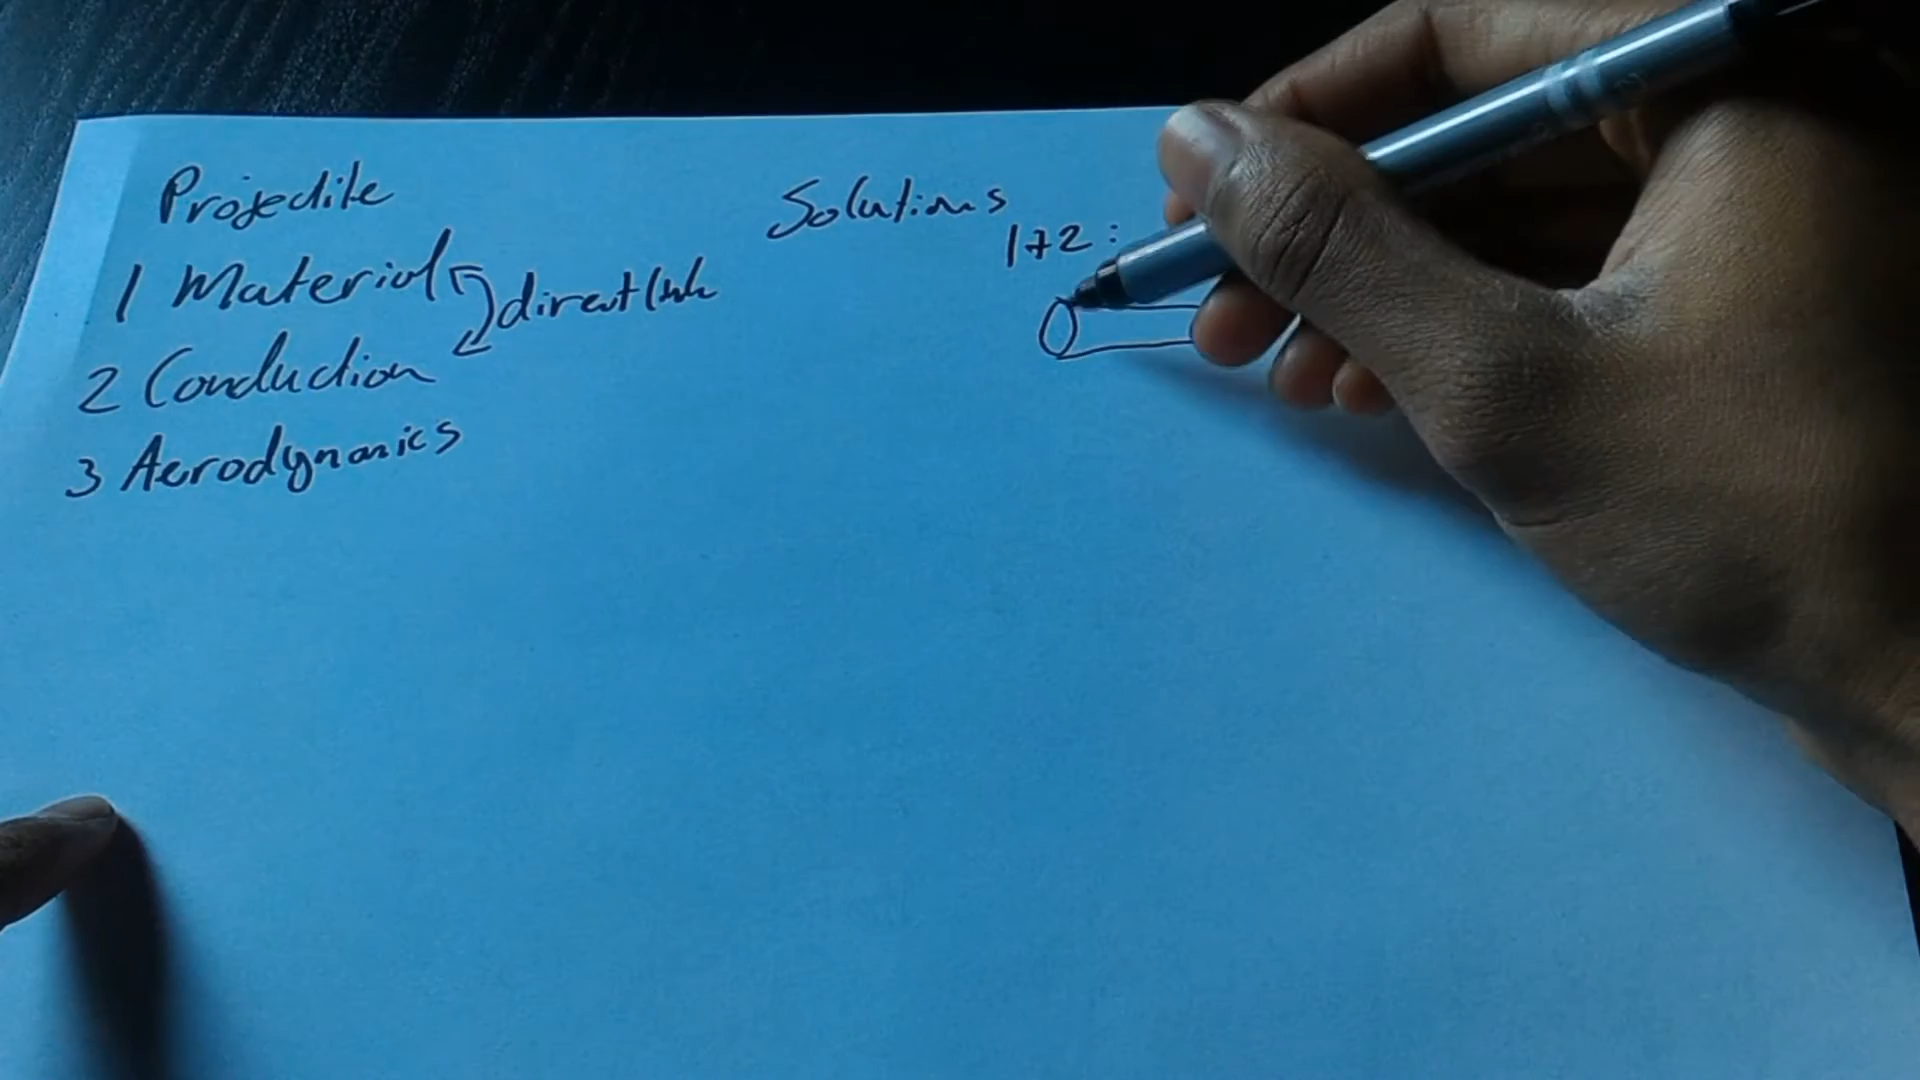 Projectile
1 Material
direct link
2 Conduction
3 Aerodynamics
Solutions
1+2: